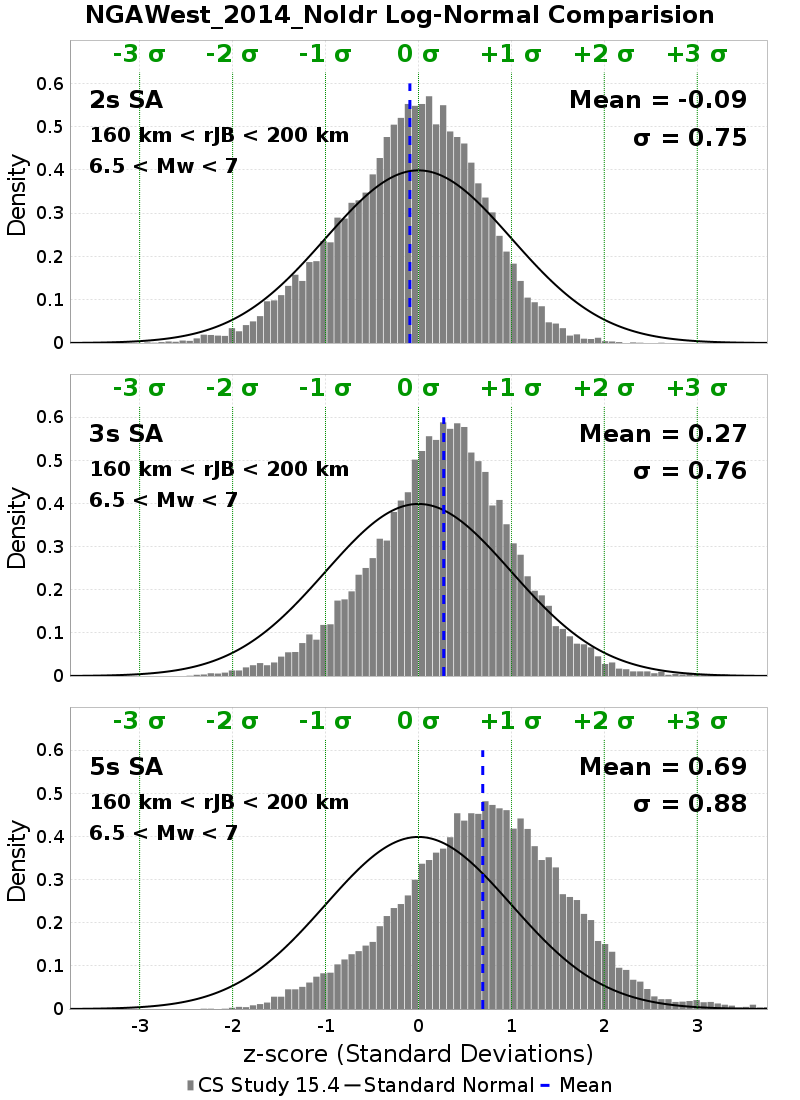 NGAWest_2014_NoIdr Log-Normal Comparision
-3 σ -2 σ -1 σ 0 σ +1 σ +2 σ +3 σ
0.6
2s SA Mean = -0.09
0.5
160 km < rJB < 200 km σ = 0.75
0.4
6.5 < Mw < 7
0.3
0.2
0.1
0
Density
-3 σ -2 σ -1 σ 0 σ +1 σ +2 σ +3 σ
0.6
3s SA Mean = 0.27
0.5
160 km < rJB < 200 km σ = 0.76
0.4
6.5 < Mw < 7
0.3
0.2
0.1
0
Density
-3 σ -2 σ -1 σ 0 σ +1 σ +2 σ +3 σ
0.6
5s SA Mean = 0.69
0.5
160 km < rJB < 200 km σ = 0.88
0.4
6.5 < Mw < 7
0.3
0.2
0.1
0
Density
-3 -2 -1 0 1 2 3
z-score (Standard Deviations)
CS Study 15.4 Standard Normal Mean